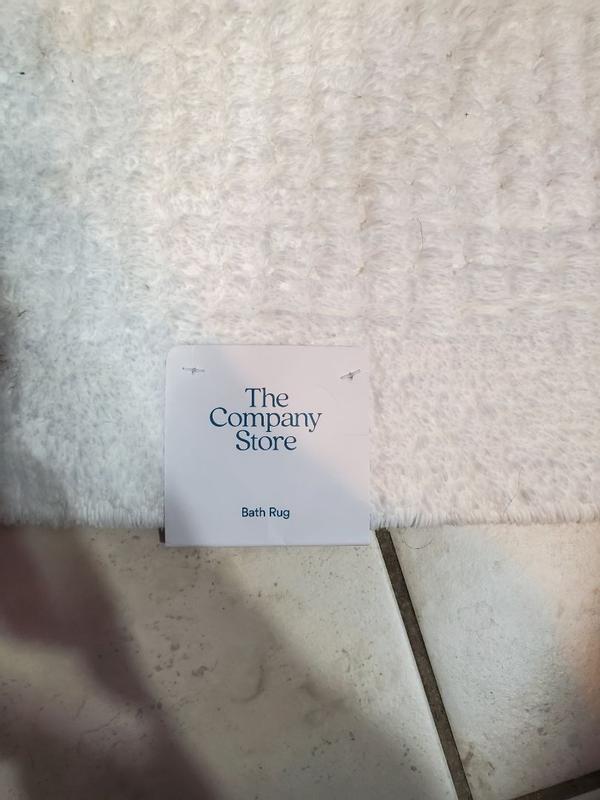 The
Company
Store
Bath Rug